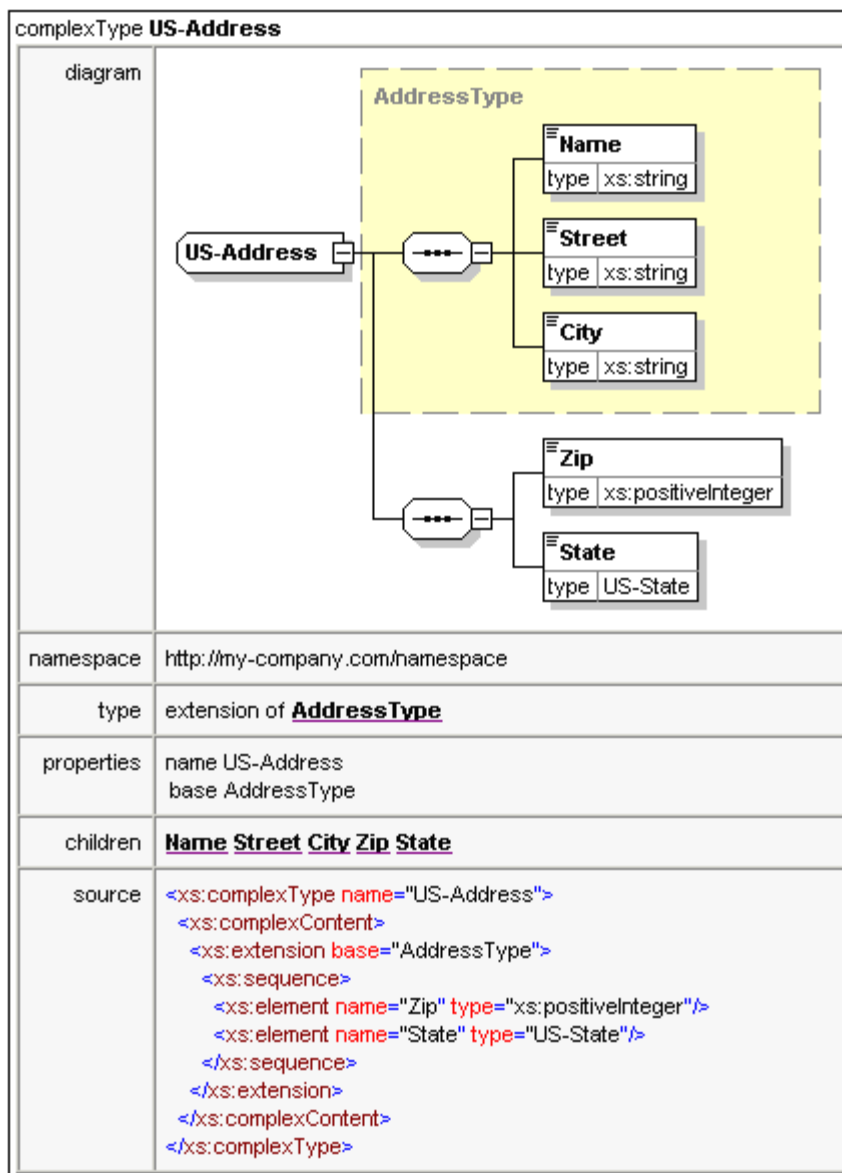 complexType US-Address
diagram
AddressType
Name
type xs:string
US-Address
Street
type xs:string
City
type xs:string
Zip
type xs:positiveInteger
State
type US-State
namespace http://my-company.com/namespace
type extension of AddressType
properties name US-Address
base AddressType
children Name Street City Zip State
source <xs:complexType name="US-Address">
<xs:complexContent>
<xs:extension base="AddressType">
<xs:sequence>
<xs:element name="Zip" type="xs:positiveInteger"/>
<xs:element name="State" type="US-State"/>
</xs:sequence>
</xs:extension>
</xs:complexContent>
</xs:complexType>